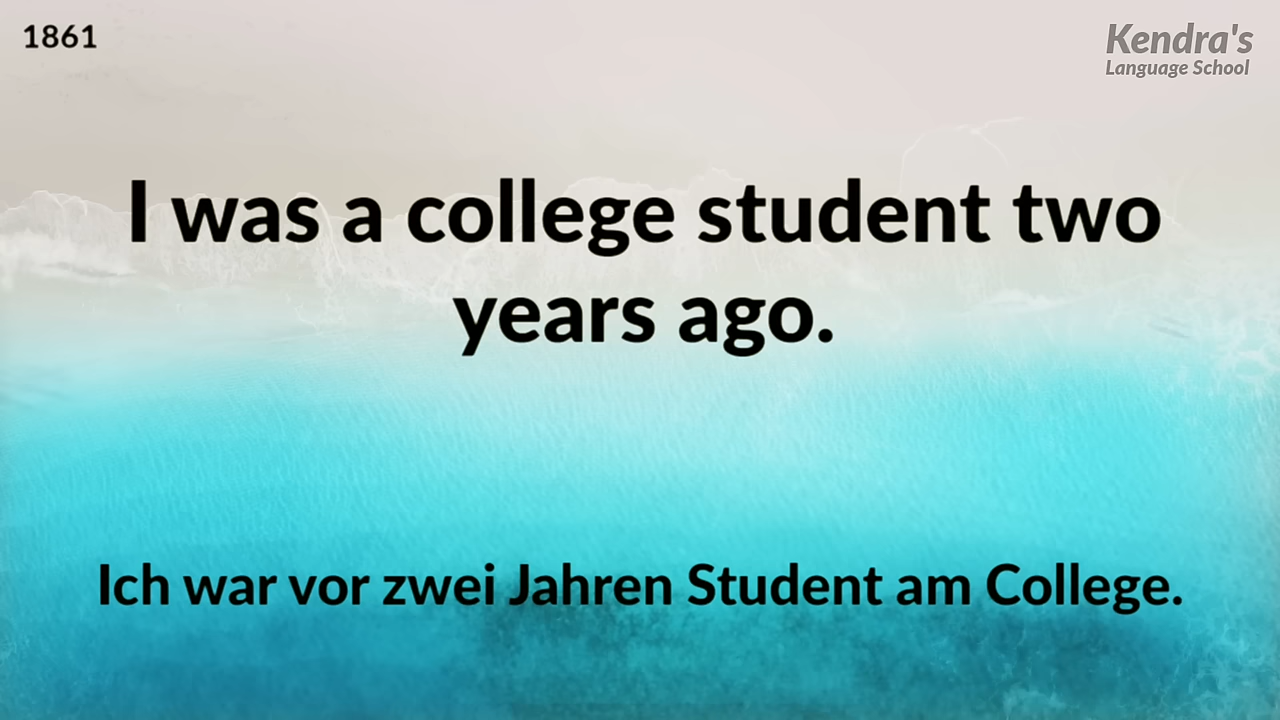 1861
Kendra's
Language School
I was a college student two
years ago.
Ich war vor zwei Jahren Student am College.